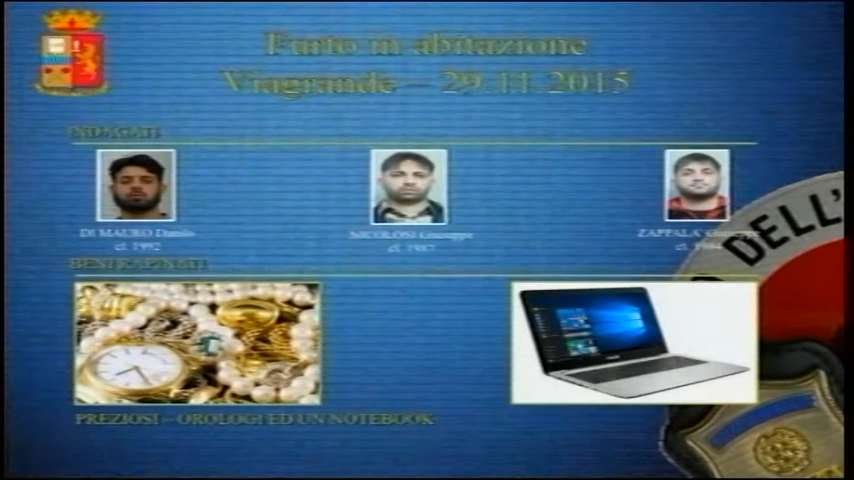 Furto in abitazione
Viagrande - 29.11.2015
INDAGATI
DI MAURO Danilo
NICOLOSI Giuseppe
ZAPPALA'
cl. 1992
cl. 1987
cl.
DELL'
BENI RAPINATI
PREZIOSI - OROLOGI ED UN NOTEBOOK